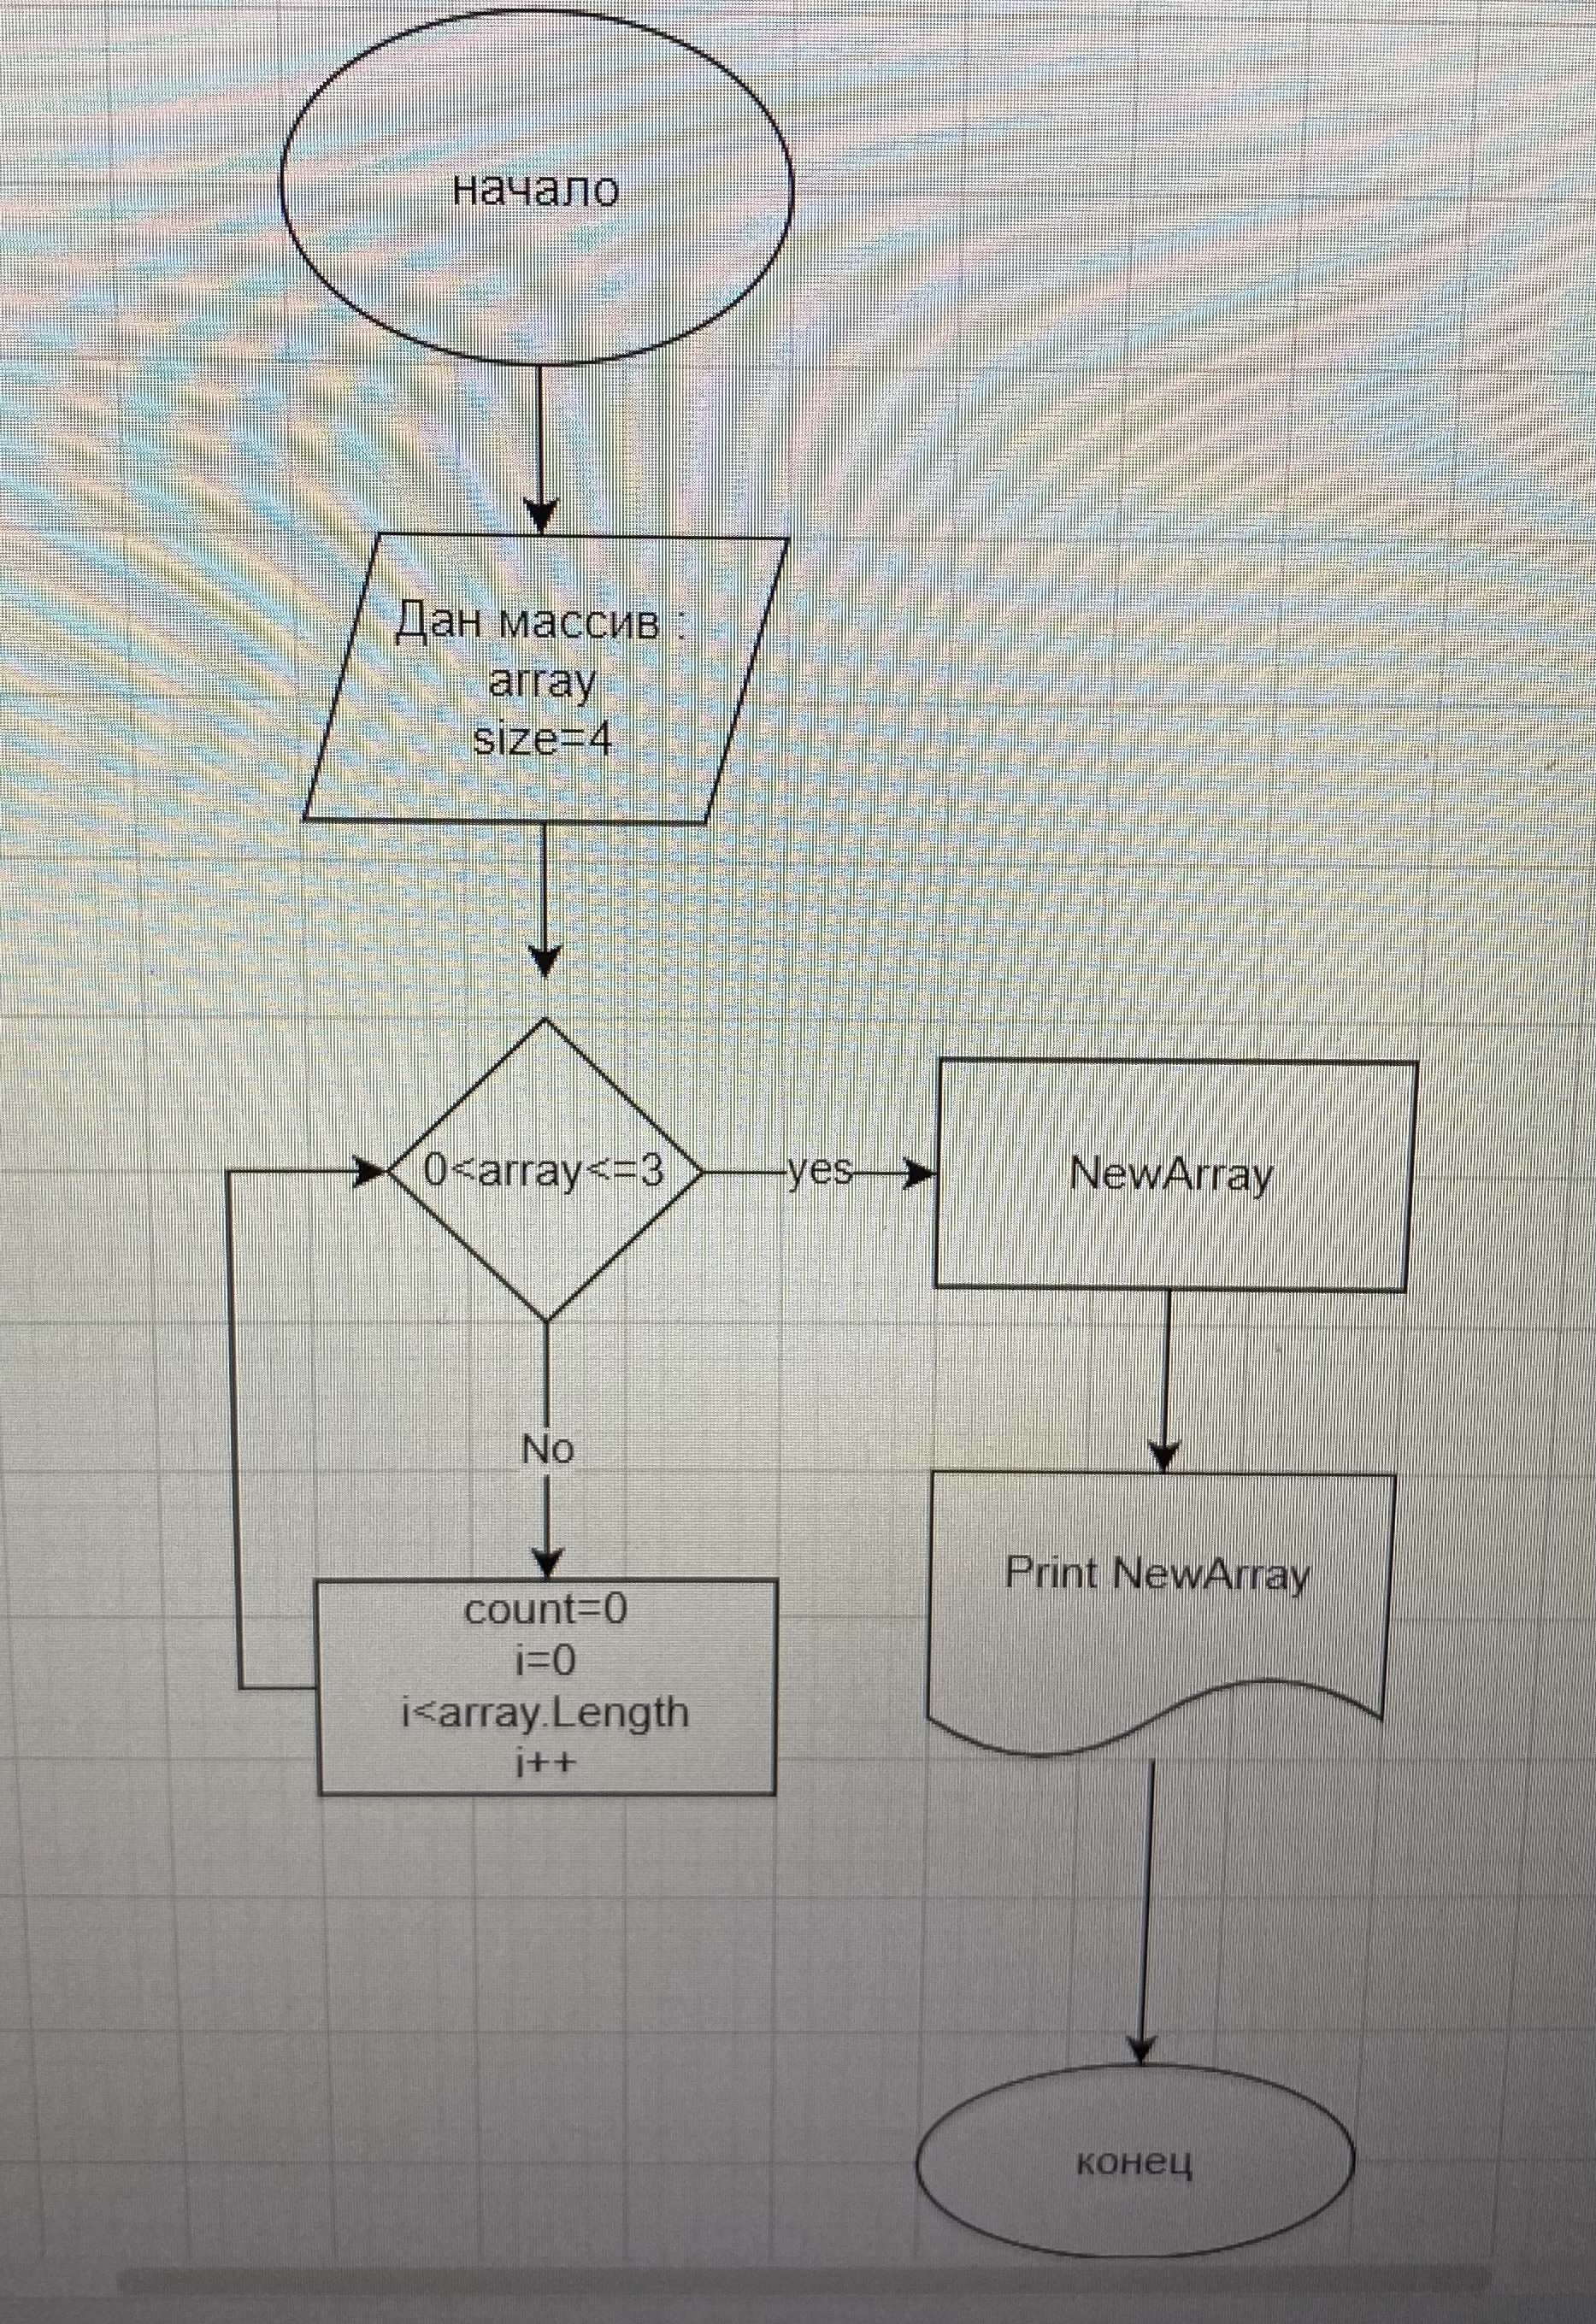 начало
Дан массив :
array
size=4
0<array<=3
yes
NewArray
No
count=0
i=0
i<array.Length
i++
Print NewArray
конец